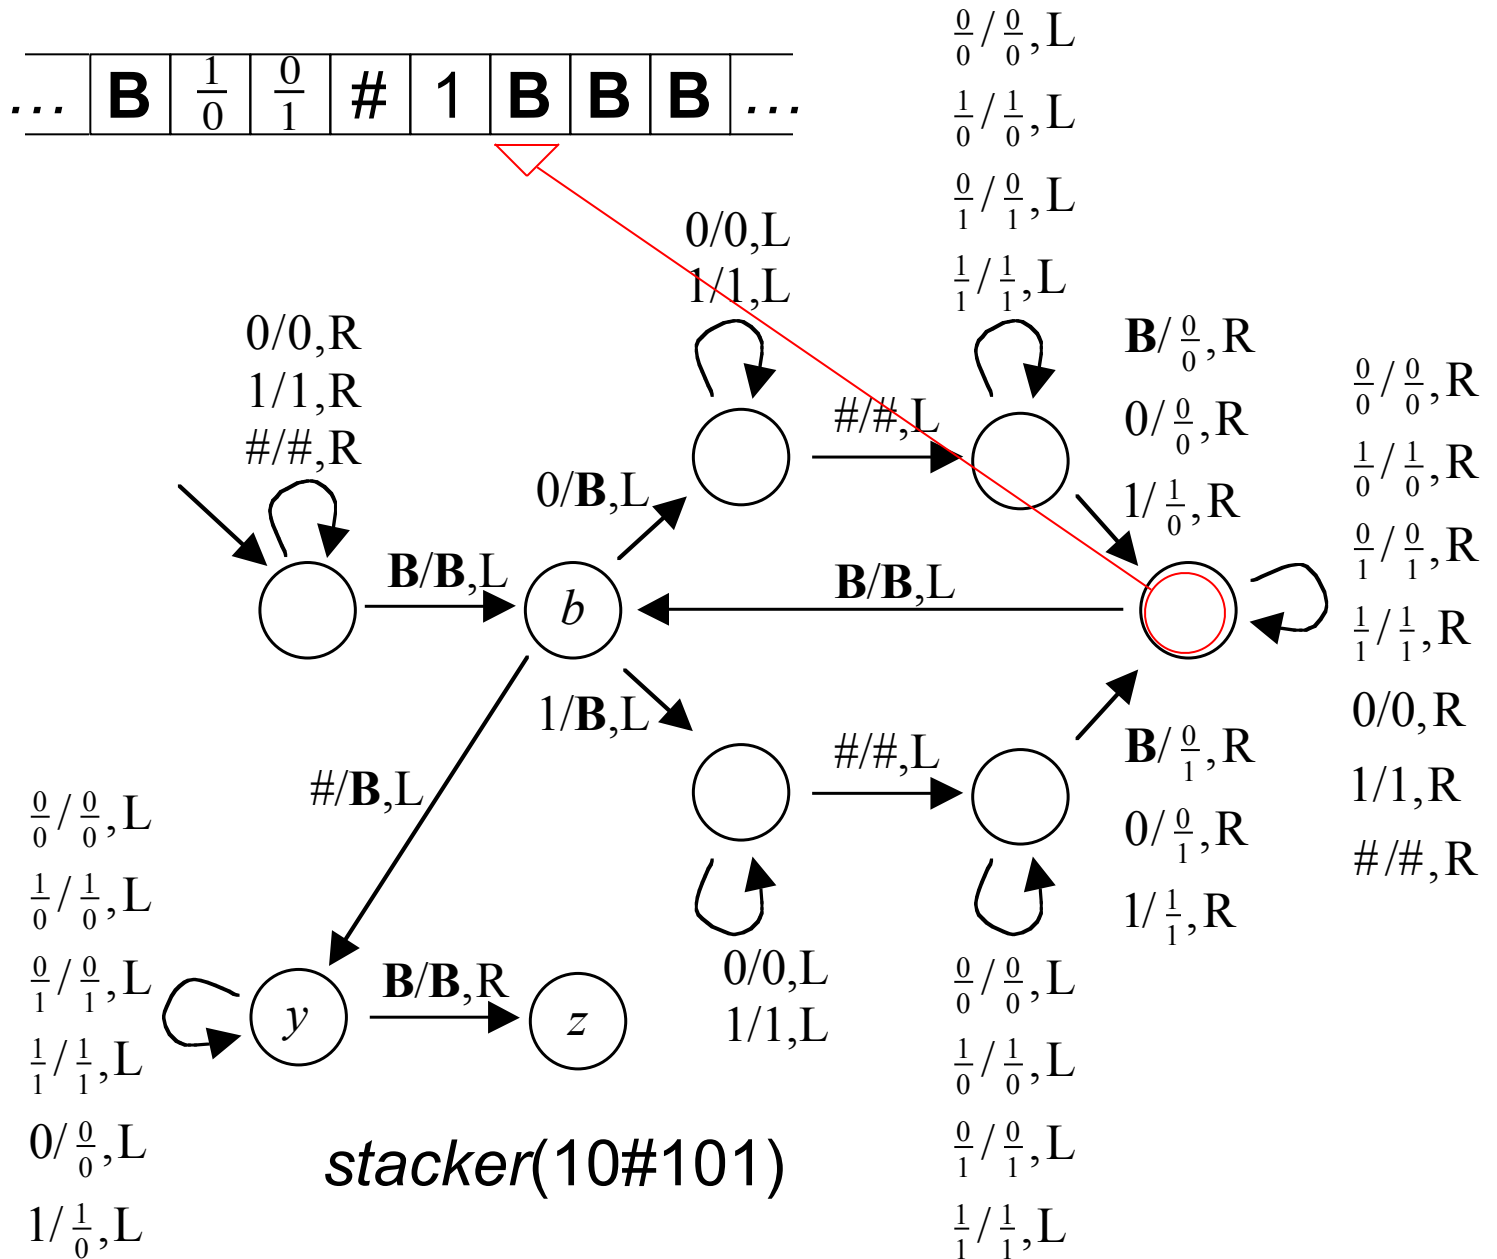 ... B 1/0 0/1 # 1 B B B ...
0/0 / 0/0, L
1/0 / 1/0, L
0/1 / 0/1, L
1/1 / 1/1, L
0/0,L
1/1,L
0/0,R
1/1,R
#/#,R
B/ 0/0, R
0/ 0/0, R
1/ 1/0, R
0/0 / 0/0, R
1/0 / 1/0, R
0/1 / 0/1, R
1/1 / 1/1, R
0/0, R
1/1, R
#/#, R
#/#,L
0/B,L
B/B,L
b
B/B,L
1/B,L
#/#,L
B/ 0/1, R
0/ 0/1, R
1/ 1/1, R
#/B,L
0/0 / 0/0, L
1/0 / 1/0, L
0/1 / 0/1, L
1/1 / 1/1, L
0/ 0/0, L
1/ 1/0, L
y
B/B,R
z
0/0,L
1/1,L
0/0 / 0/0, L
1/0 / 1/0, L
0/1 / 0/1, L
1/1 / 1/1, L
stacker(10#101)